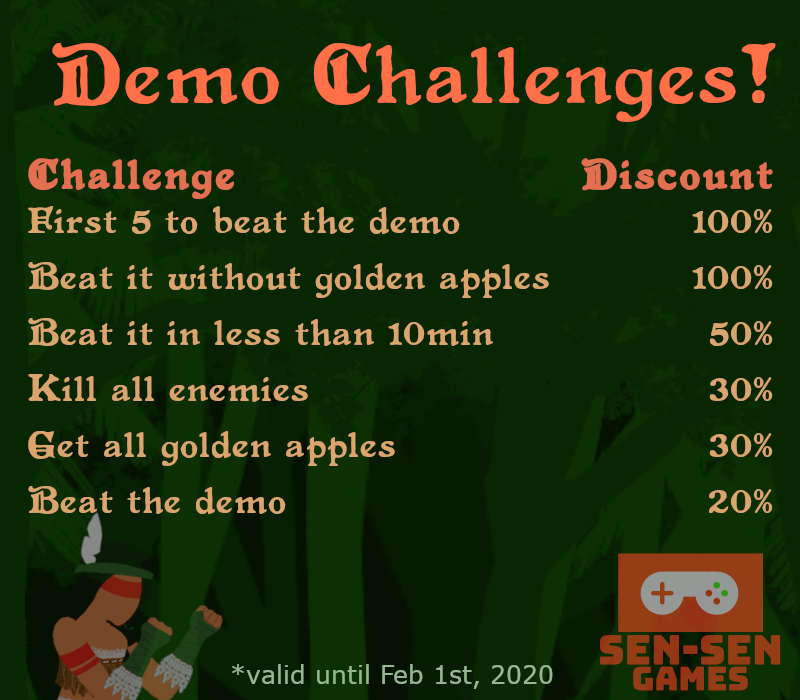 Demo Challenges!
Challenge Discount
First 5 to beat the demo 100%
Beat it without golden apples 100%
Beat it in less than 10min 50%
Kill all enemies 30%
Get all golden apples 30%
Beat the demo 20%
SEN-SEN
GAMES
*valid until Feb 1st, 2020